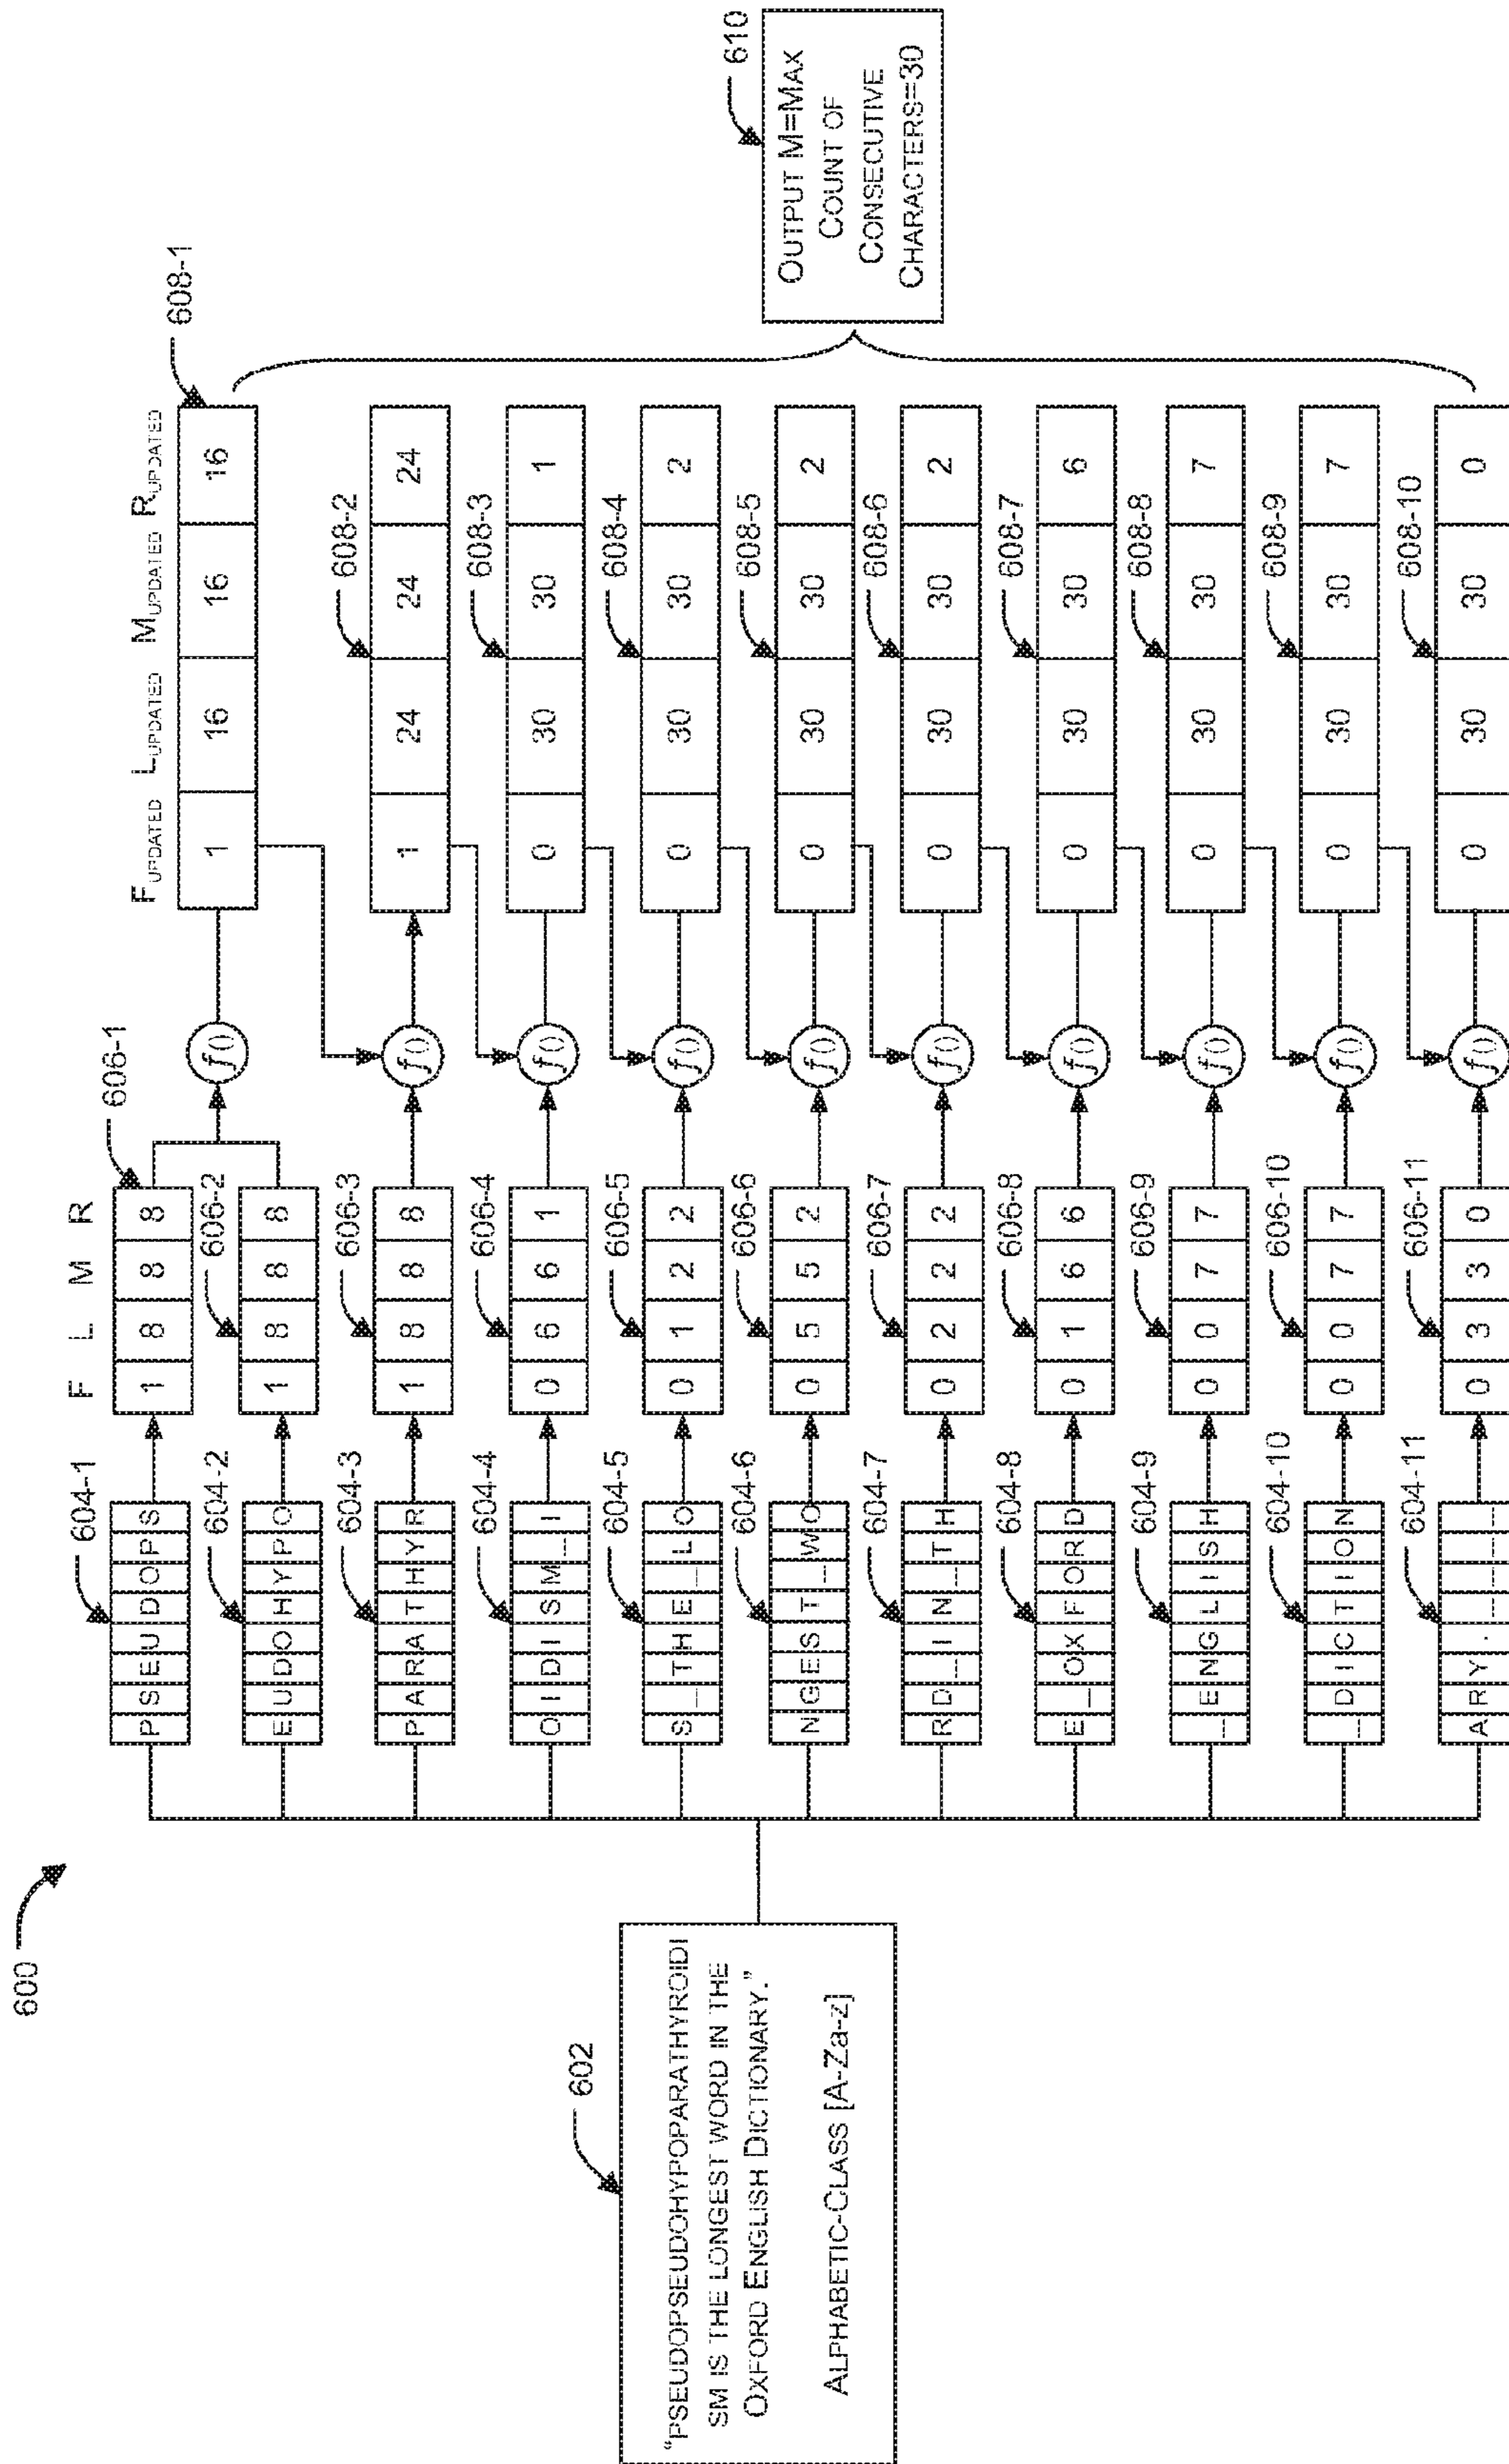 600
602
"PSEUDOPSEUDOHYPOPARATHYROIDI
SM IS THE LONGEST WORD IN THE
OXFORD ENGLISH DICTIONARY."
ALPHABETIC-CLASS [A-Za-z]
604-1
P S E U D O P S
604-2
E U D O H Y P O
604-3
P A R A T H Y R
604-4
O I D I S M _ I
604-5
S _ T H E _ L O
604-6
N G E S T _ W O
604-7
R D _ I N _ T H
604-8
E _ O X F O R D
604-9
_ E N G L I S H
604-10
_ D I C T I O N
604-11
A R Y . _ _ _ _
F L M R
606-1
1 8 8 8
606-2
1 8 8 8
606-3
1 8 8 8
606-4
0 6 6 1
606-5
0 1 2 2
606-6
0 5 5 2
606-7
0 2 2 2
606-8
0 1 6 6
606-9
0 0 7 7
606-10
0 0 7 7
606-11
0 3 3 0
f()
f()
f()
f()
f()
f()
f()
f()
f()
f()
FUPDATED LUPDATED MUPDATED RUPDATED
608-1
1 16 16 16
608-2
1 24 24 24
608-3
0 30 30 1
608-4
0 30 30 2
608-5
0 30 30 2
608-6
0 30 30 2
608-7
0 30 30 6
608-8
0 30 30 7
608-9
0 30 30 7
608-10
0 30 30 0
610
OUTPUT M=MAX
COUNT OF
CONSECUTIVE
CHARACTERS=30